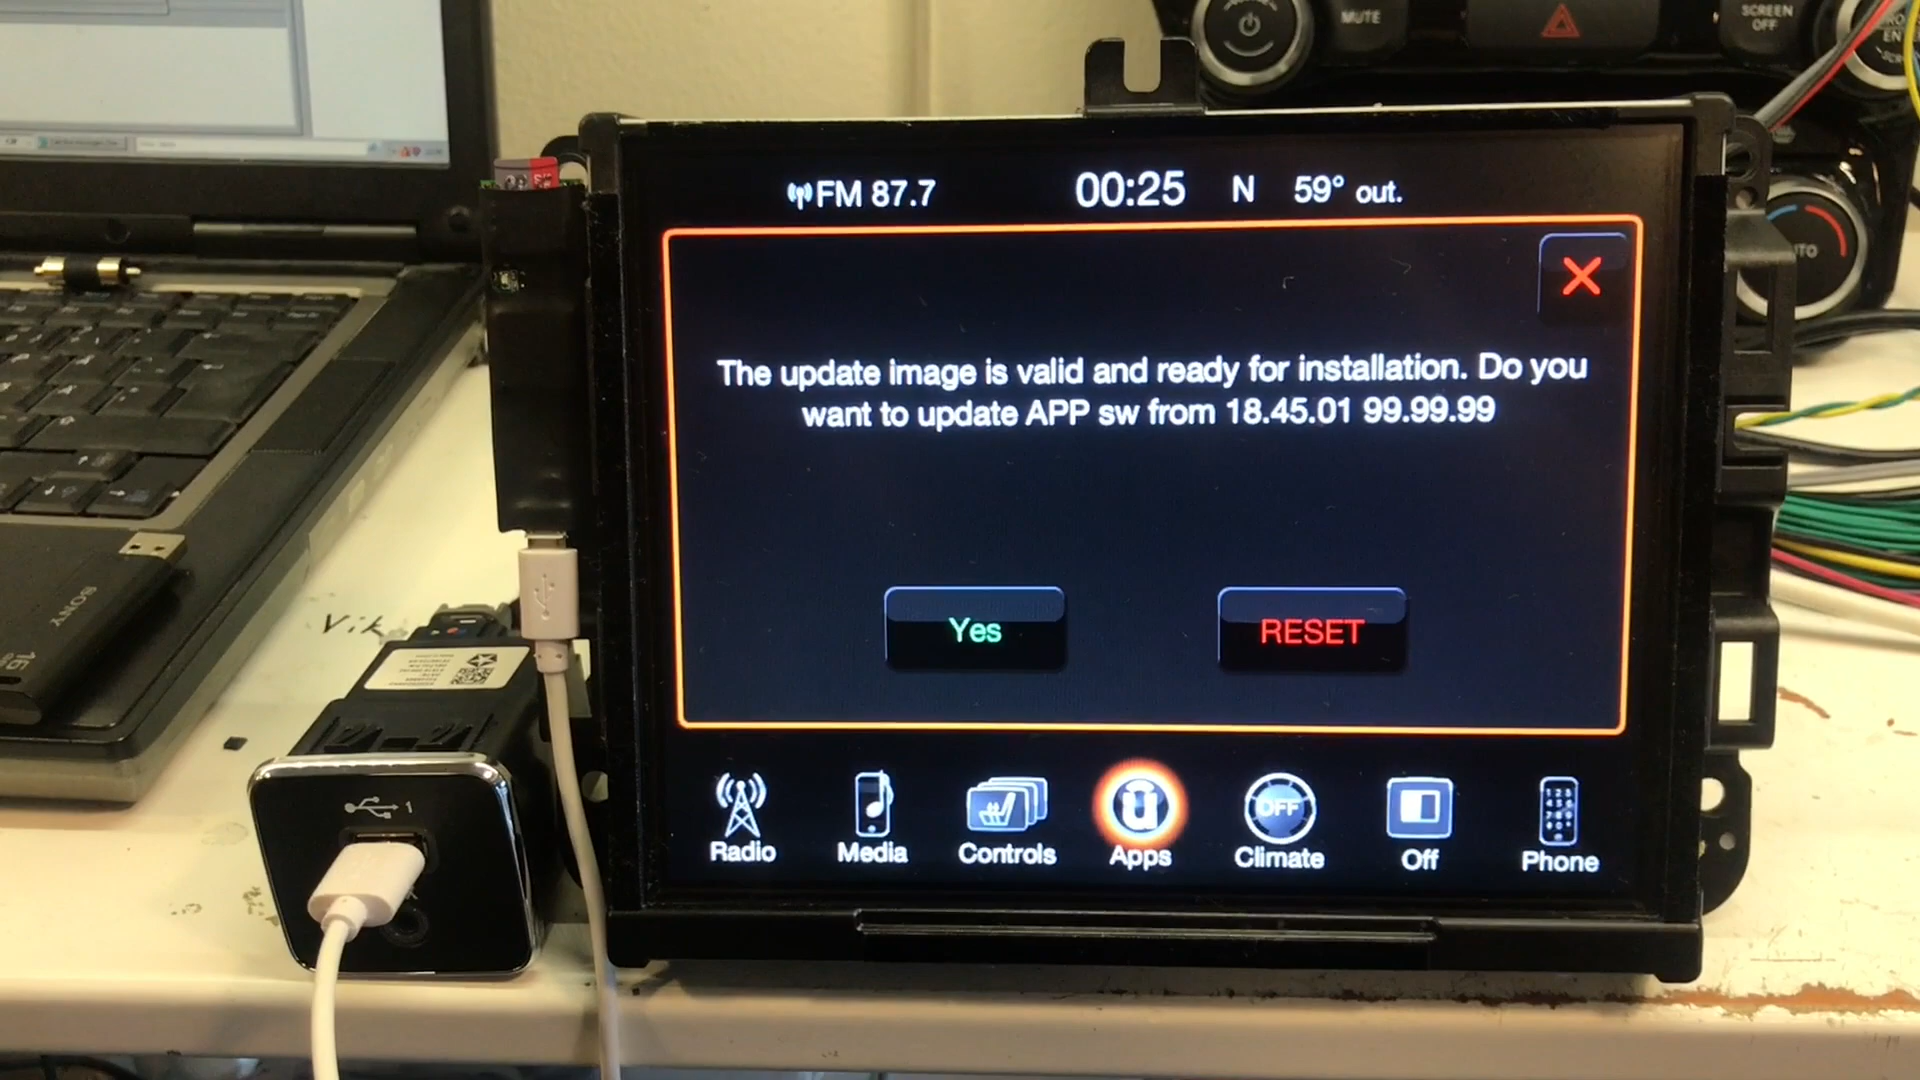 MUTE
SCREEN
OFF
FM 87.7
00:25
N
59° out.
The update image is valid and ready for installation. Do you
want to update APP sw from 18.45.01 99.99.99
Yes
RESET
Radio
Media
Controls
Apps
OFF
Climate
Off
Phone
SONY
1